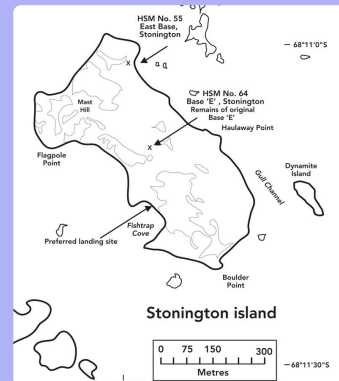 HSM No. 55
East Base,
Stonington
68°11'0"S
Mast
Hill
HSM No. 64
Base 'E' , Stonington
Remains of original
Base 'E'
Haulaway Point
Flagpole
Point
Gull Channel
Dynamite
Island
Fishtrap
Cove
Preferred landing site
Boulder
Point
Stonington island
0 75 150 300
Metres
68°11'30"S